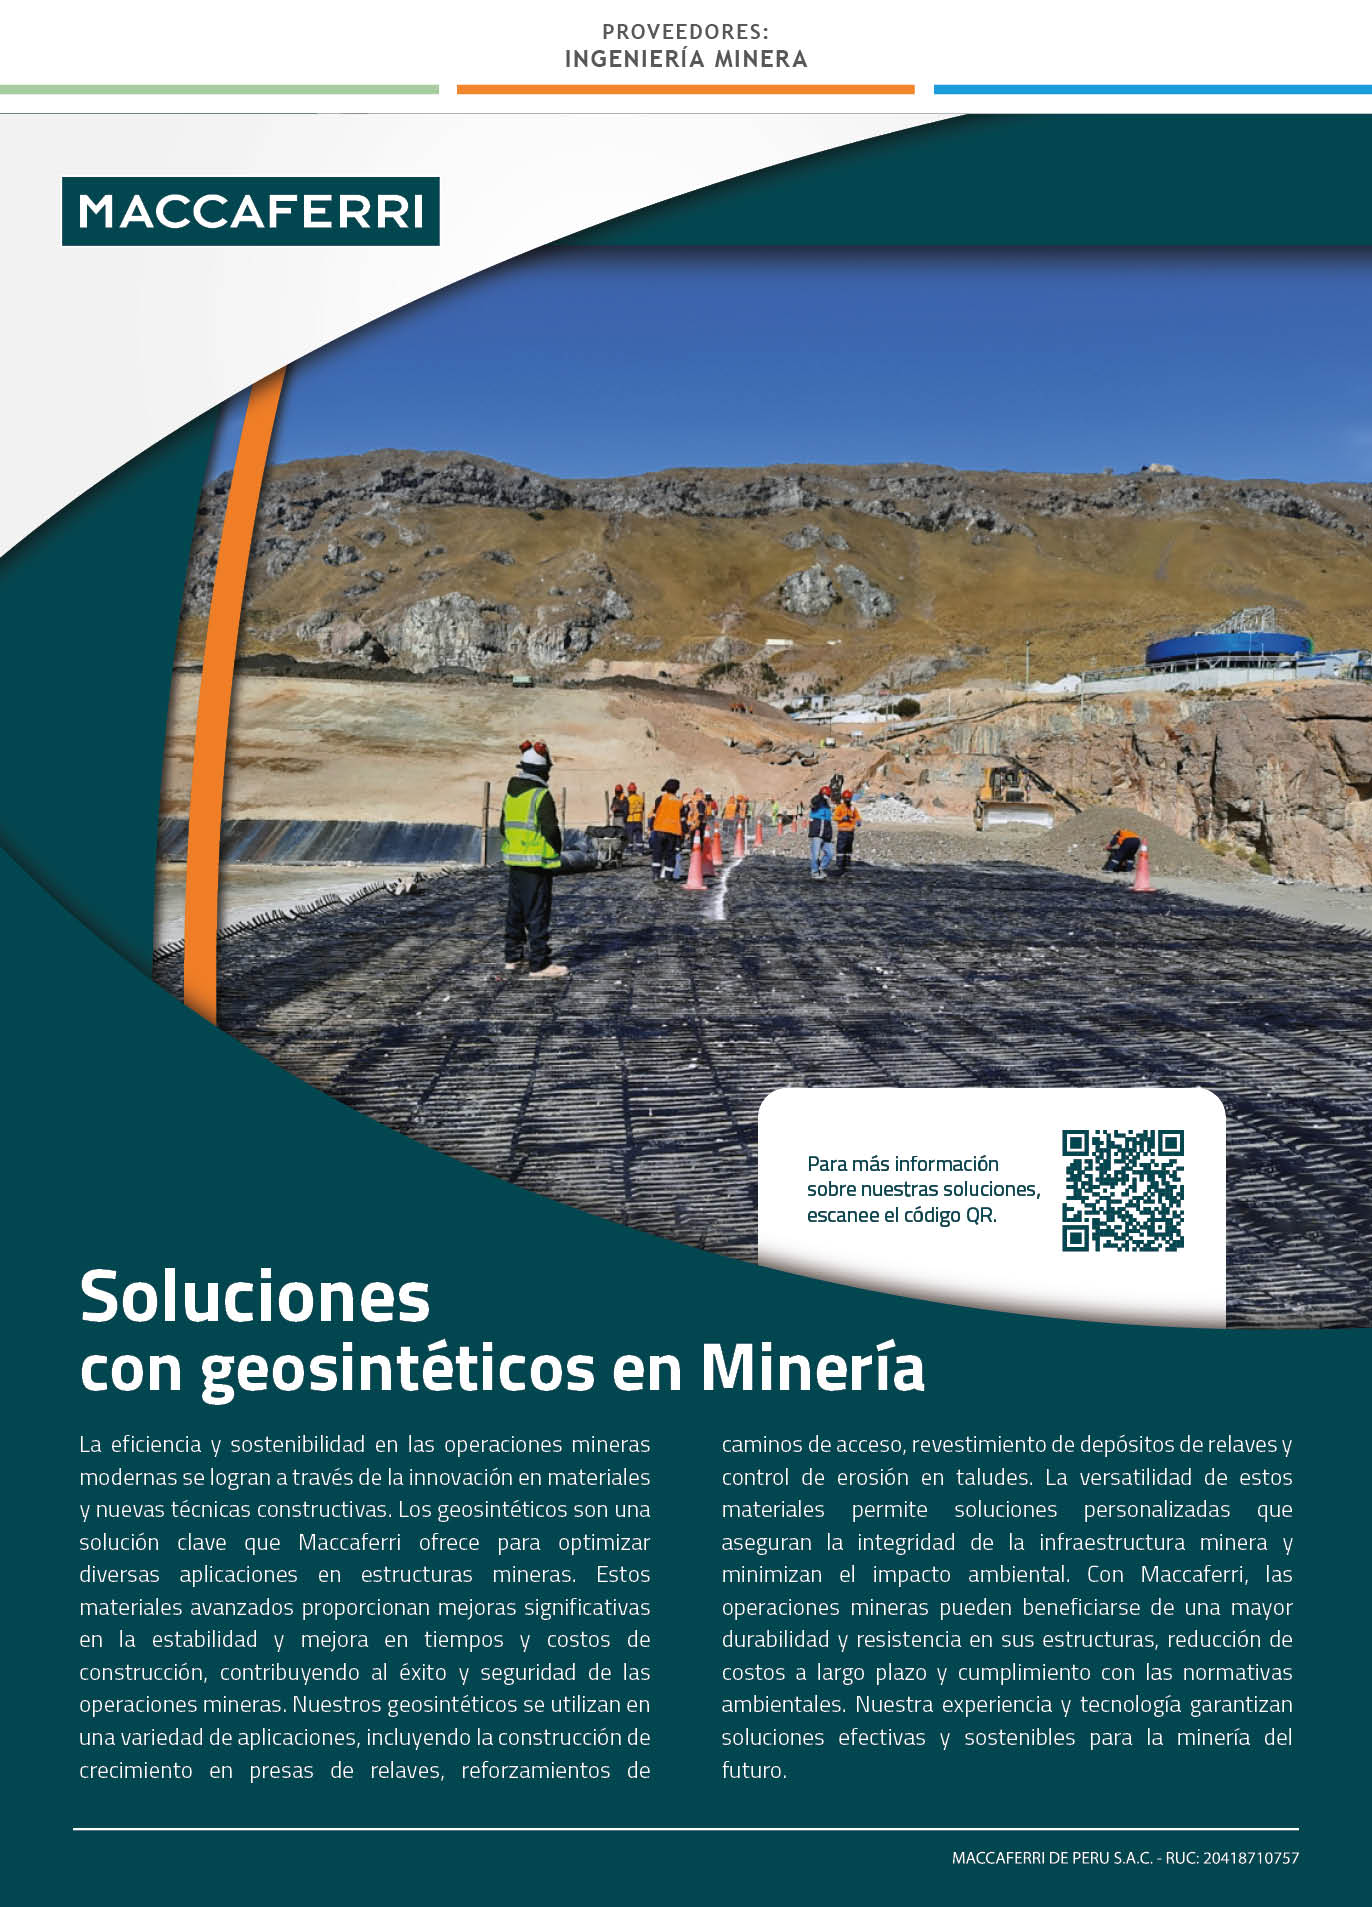 PROVEEDORES:
INGENIERÍA MINERA
MACCAFERRI
Para más información
sobre nuestras soluciones,
escanee el código QR.
Soluciones
con geosintéticos en Minería
La eficiencia y sostenibilidad en las operaciones mineras
modernas se logran a través de la innovación en materiales
y nuevas técnicas constructivas. Los geosintéticos son una
solución clave que Maccaferri ofrece para optimizar
diversas aplicaciones en estructuras mineras. Estos
materiales avanzados proporcionan mejoras significativas
en la estabilidad y mejora en tiempos y costos de
construcción, contribuyendo al éxito y seguridad de las
operaciones mineras. Nuestros geosintéticos se utilizan en
una variedad de aplicaciones, incluyendo la construcción de
crecimiento en presas de relaves, reforzamientos de
caminos de acceso, revestimiento de depósitos de relaves y
control de erosión en taludes. La versatilidad de estos
materiales permite soluciones personalizadas que
aseguran la integridad de la infraestructura minera y
minimizan el impacto ambiental. Con Maccaferri, las
operaciones mineras pueden beneficiarse de una mayor
durabilidad y resistencia en sus estructuras, reducción de
costos a largo plazo y cumplimiento con las normativas
ambientales. Nuestra experiencia y tecnología garantizan
soluciones efectivas y sostenibles para la minería del
futuro.
MACCAFERRI DE PERU S.A.C. - RUC: 20418710757